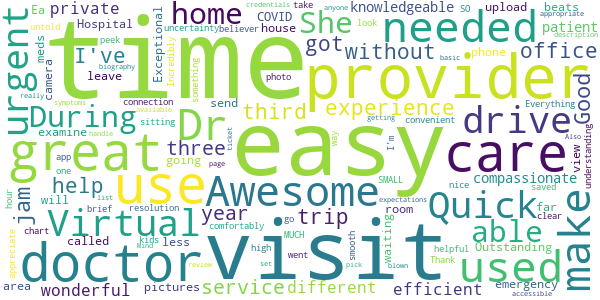 time
easy
visit
provider
great
doctor
care
use
Awesome
Quick
make
used
needed
drive
Virtual
urgent
Dr
During
home
She
able
jam
I've
got
without
office
experience
third
three
help
year
trip
service
different
efficient
wonderful
Good
private
Hospital
Ea
meds
leave
camera
peek
untold
biography
uncertainty
believer
Incredibly
Exceptional
COVID
house
something
photo
credentials
take
anyone
knowledgeable
look
SO
upload
beats
appropriate
patient
description
phone
basic
Everything
convenient
understanding
view
send
connection
sitting
way
I'm
getting
ticket
examine
going
symptoms
really
handle
available
app
one
hour
will
list
page
appreciate
chart
brief
resolution
kids
Mind
comfortably
called
less
area
pictures
review
set
high
go
MUCH
went
SMALL
smooth
room
waiting
expectations
pick
blown
nice
helpful
Thank
far
saved
clear
compassionate
Outstanding
Also
emergency
accessible